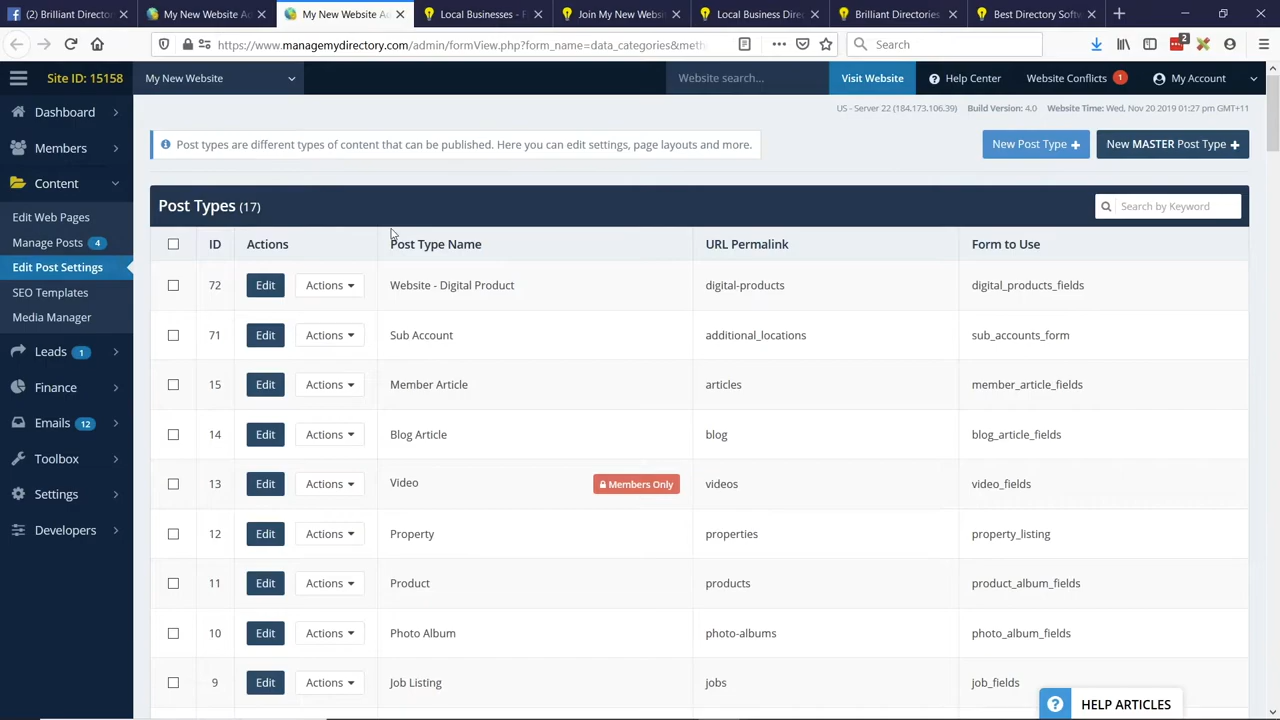 (2) Brilliant Director
My New Website Ad
My New Website Ad
Local Businesses - F
Join My New Websi
Local Business Dire
Brilliant Directories
Best Directory Softw
https://www.managemydirectory.com/admin/formView.php?form_name=data_categories&meth
Search
2
Site ID: 15158
My New Website
Website search...
Visit Website
Help Center
Website Conflicts 1
My Account
US - Server 22 (184.173.106.39) Build Version: 4.0 Website Time: Wed, Nov 20 2019 01:27 pm GMT+11
Dashboard
Members
Content
Edit Web Pages
Manage Posts 4
Edit Post Settings
SEO Templates
Media Manager
Leads 1
Finance
Emails 12
Toolbox
Settings
Developers
Post types are different types of content that can be published. Here you can edit settings, page layouts and more.
New Post Type
New MASTER Post Type
Post Types (17)
Search by Keyword
ID Actions Post Type Name URL Permalink Form to Use
72 Edit Actions Website - Digital Product digital-products digital_products_fields
71 Edit Actions Sub Account additional_locations sub_accounts_form
15 Edit Actions Member Article articles member_article_fields
14 Edit Actions Blog Article blog blog_article_fields
13 Edit Actions Video Members Only videos video_fields
12 Edit Actions Property properties property_listing
11 Edit Actions Product products product_album_fields
10 Edit Actions Photo Album photo-albums photo_album_fields
9 Edit Actions Job Listing jobs job_fields
HELP ARTICLES